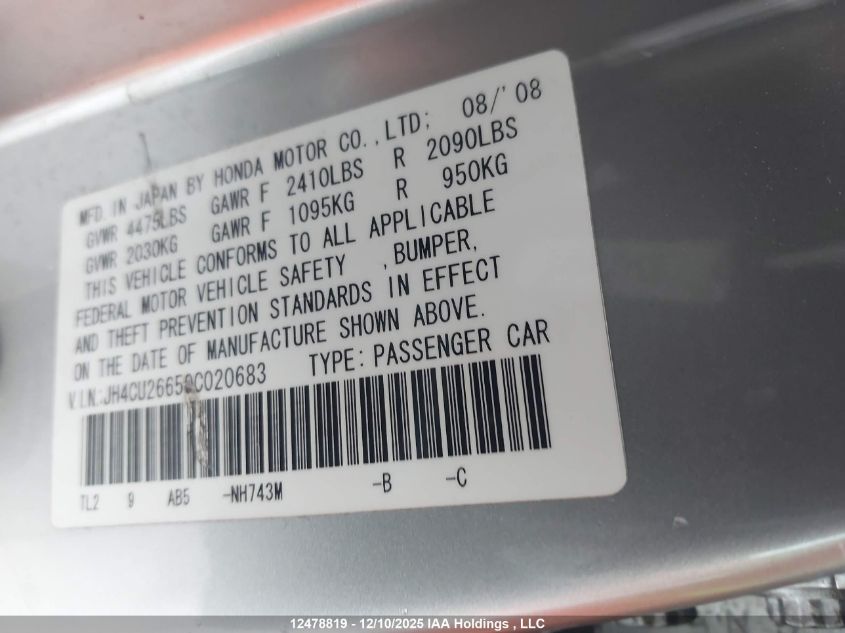 MFD. IN JAPAN BY HONDA MOTOR CO.,LTD; 08/'08
GVWR 4475LBS GAWR F 2410LBS R 2090LBS
GVWR 2030KG GAWR F 1095KG R 950KG
THIS VEHICLE CONFORMS TO ALL APPLICABLE
FEDERAL MOTOR VEHICLE SAFETY ,BUMPER,
AND THEFT PREVENTION STANDARDS IN EFFECT
ON THE DATE OF MANUFACTURE SHOWN ABOVE.
V.I.N.:JH4CU26659C020683 TYPE:PASSENGER CAR
TL2 9 AB5 -NH743M -B -C
12478819 - 12/10/2025 IAA Holdings , LLC